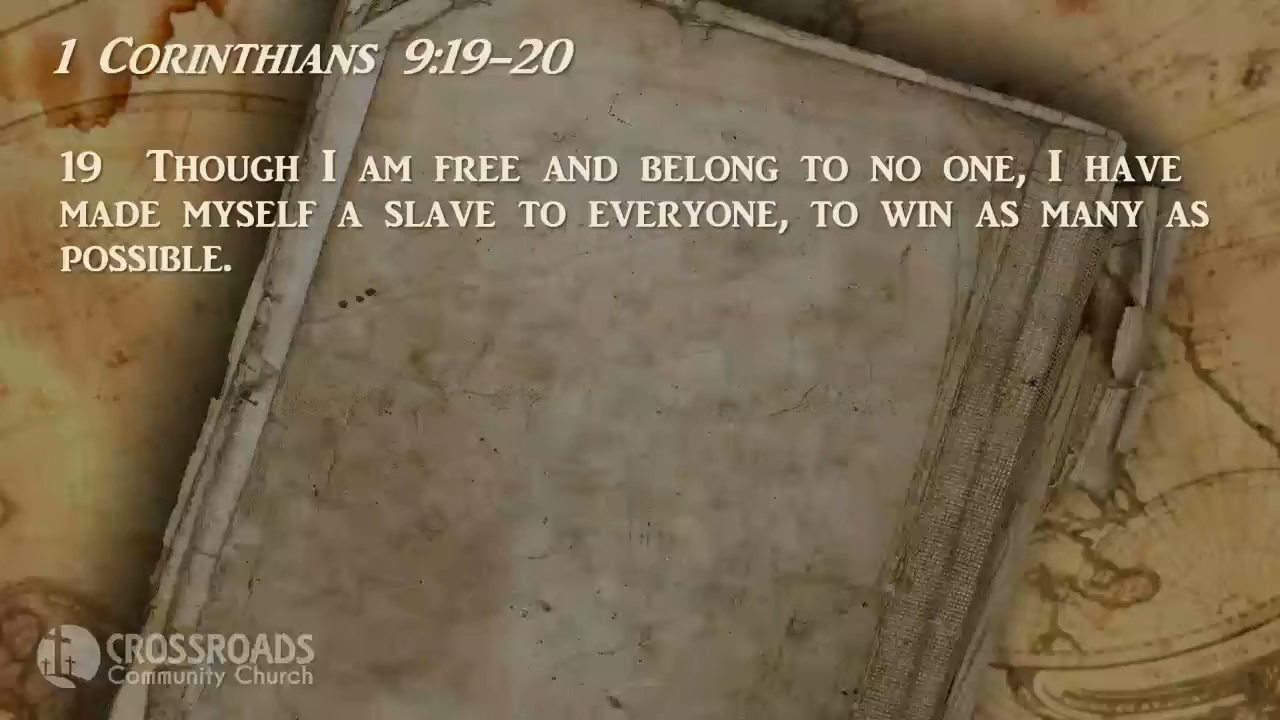 1 Corinthians 9:19-20
19 Though I am free and belong to no one, I have
made myself a slave to everyone, to win as many as
possible.
CROSSROADS
Community Church